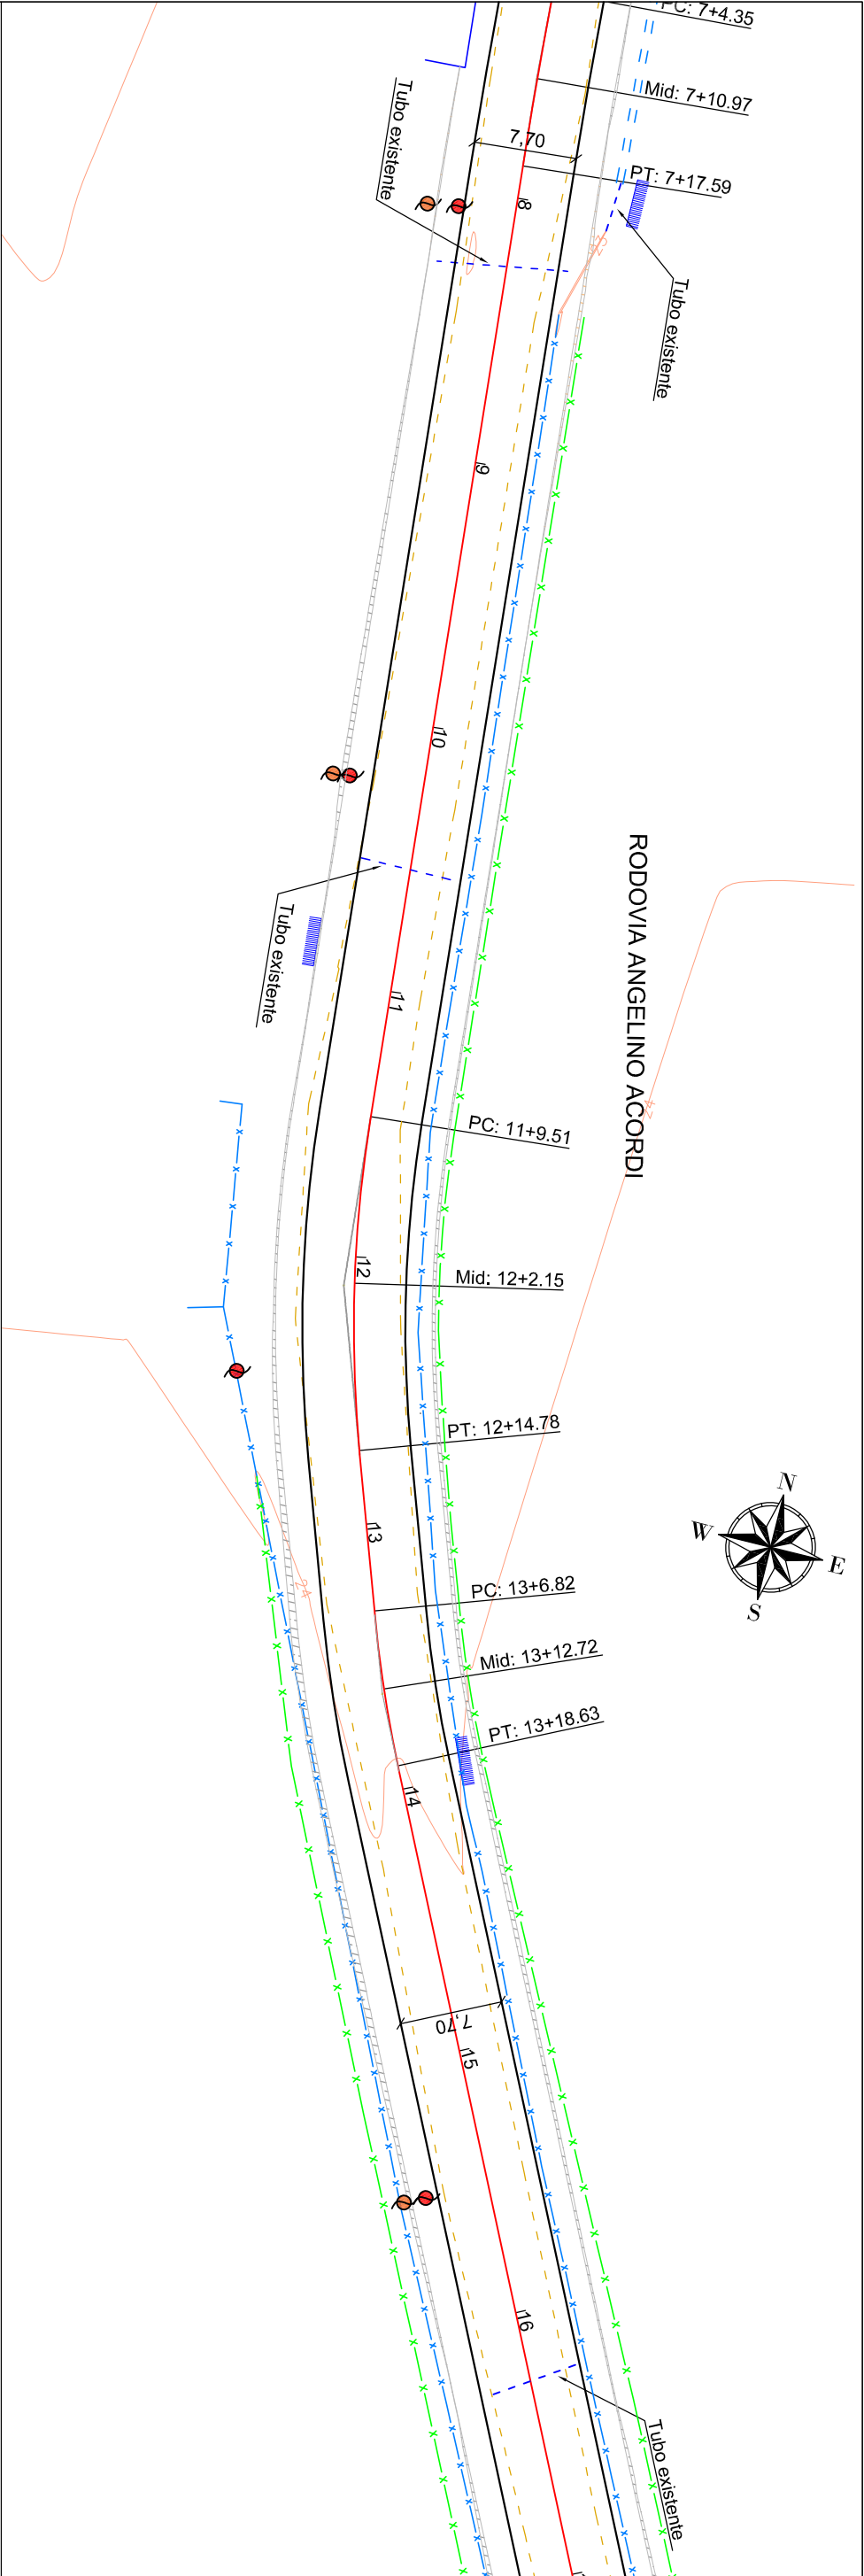 PC: 7+4.35
Mid: 7+10.97
7,70
PT: 7+17.59
Tubo existente
8
23
Tubo existente
9
10
RODOVIA ANGELINO ACORDI
Tubo existente
11
24
PC: 11+9.51
12
Mid: 12+2.15
PT: 12+14.78
N
W
E
S
13
24
PC: 13+6.82
Mid: 13+12.72
PT: 13+18.63
14
7,70
15
16
Tubo existente